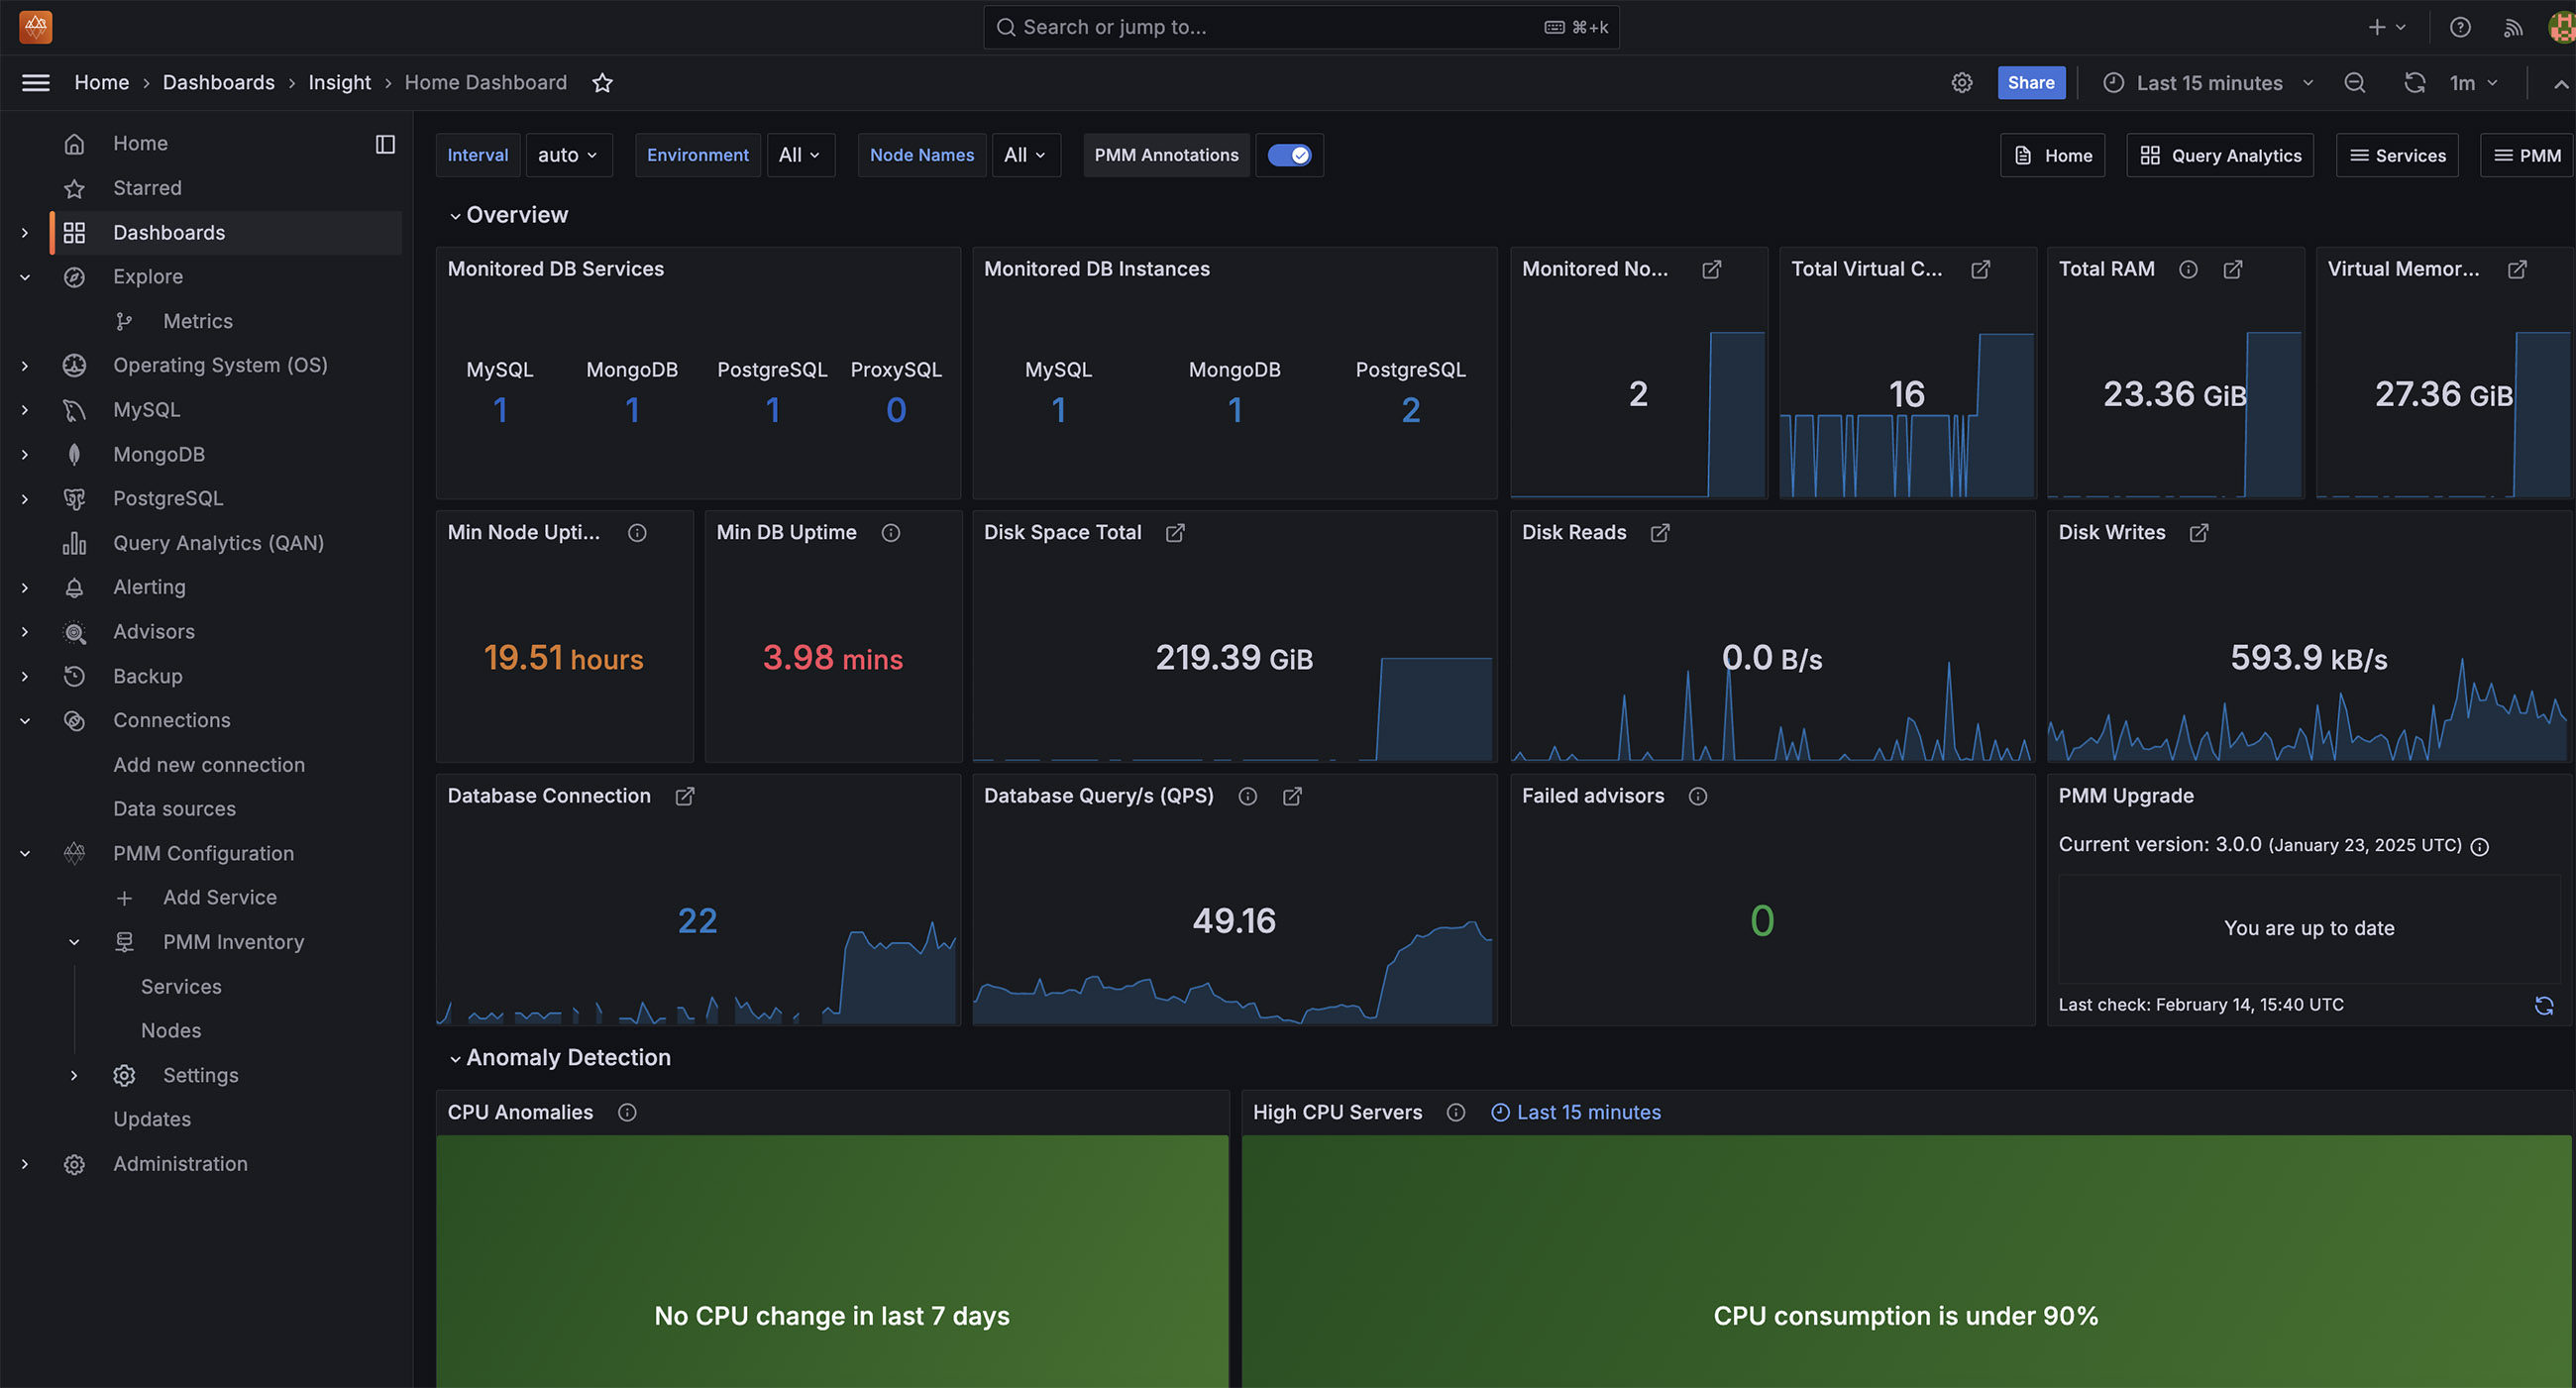 Search or jump to...
⌘+k
Home › Dashboards › Insight › Home Dashboard
Share
Last 15 minutes
1m
Home
Starred
Dashboards
Explore
Metrics
Operating System (OS)
MySQL
MongoDB
PostgreSQL
Query Analytics (QAN)
Alerting
Advisors
Backup
Connections
Add new connection
Data sources
PMM Configuration
Add Service
PMM Inventory
Services
Nodes
Settings
Updates
Administration
Interval auto
Environment All
Node Names All
PMM Annotations
Home
Query Analytics
Services
PMM
Overview
Monitored DB Services
MySQL MongoDB PostgreSQL ProxySQL
1 1 1 0
Monitored DB Instances
MySQL MongoDB PostgreSQL
1 1 2
Monitored No...
2
Total Virtual C...
16
Total RAM
23.36 GiB
Virtual Memor...
27.36 GiB
Min Node Upti...
19.51 hours
Min DB Uptime
3.98 mins
Disk Space Total
219.39 GiB
Disk Reads
0.0 B/s
Disk Writes
593.9 kB/s
Database Connection
22
Database Query/s (QPS)
49.16
Failed advisors
0
PMM Upgrade
Current version: 3.0.0 (January 23, 2025 UTC)
You are up to date
Last check: February 14, 15:40 UTC
Anomaly Detection
CPU Anomalies
No CPU change in last 7 days
High CPU Servers Last 15 minutes
CPU consumption is under 90%